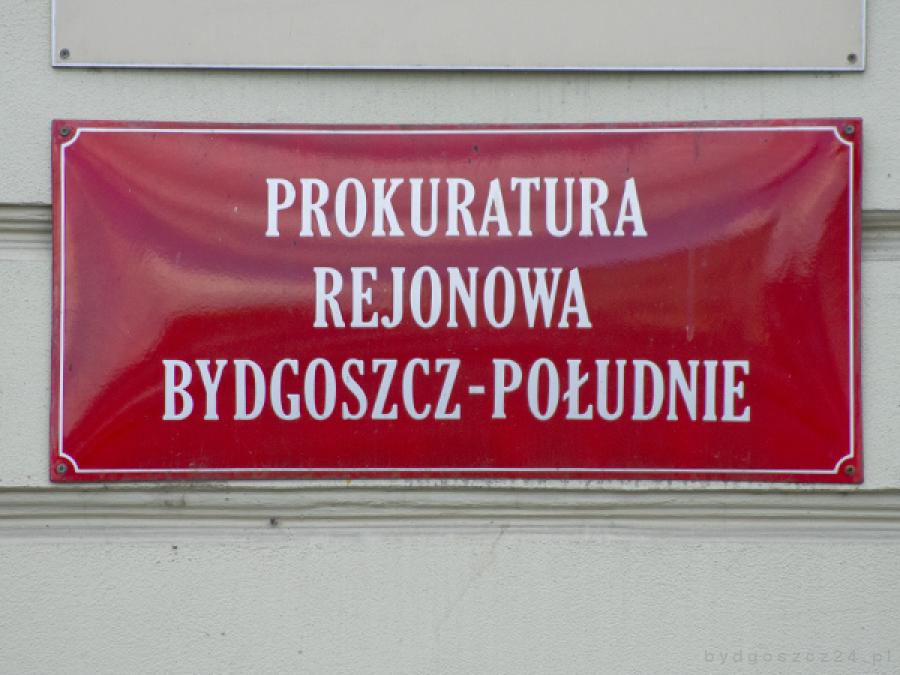 PROKURATURA
REJONOWA
BYDGOSZCZ-POŁUDNIE
bydgoszcz24.pl